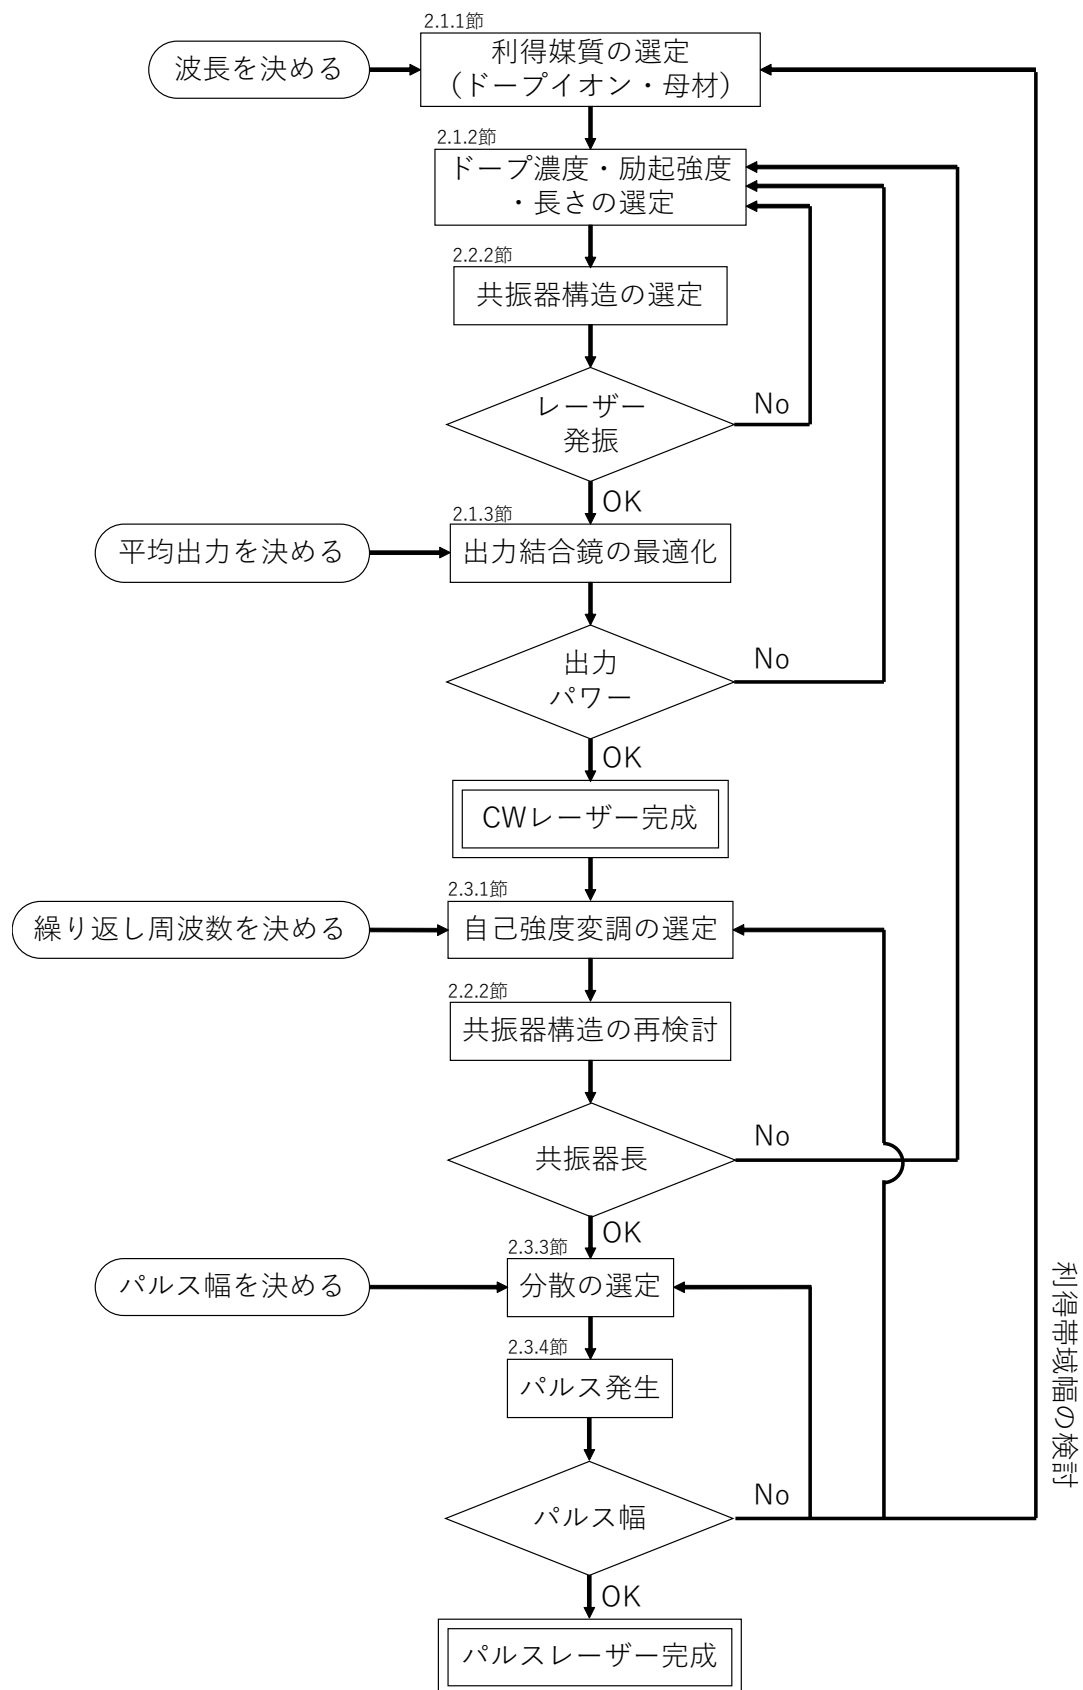 2.1.1節
波長を決める
利得媒質の選定
（ドープイオン・母材）
2.1.2節
ドープ濃度・励起強度
・長さの選定
2.2.2節
共振器構造の選定
レーザー
発振
No
OK
2.1.3節
平均出力を決める
出力結合鏡の最適化
出力
パワー
No
OK
CWレーザー完成
2.3.1節
繰り返し周波数を決める
自己強度変調の選定
2.2.2節
共振器構造の再検討
共振器長
No
OK
2.3.3節
パルス幅を決める
分散の選定
2.3.4節
パルス発生
利得帯域幅の検討
パルス幅
No
OK
パルスレーザー完成